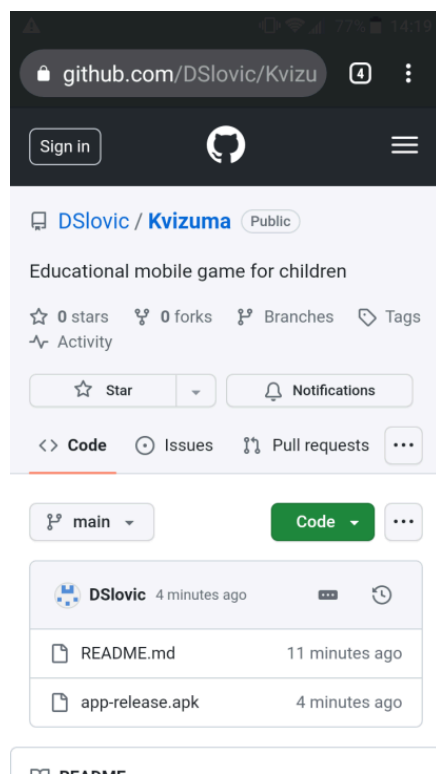 77% 14:19
github.com/DSlovic/Kvizu 4
Sign in
DSlovic / Kvizuma Public
Educational mobile game for children
0 stars 0 forks Branches Tags
Activity
Star Notifications
Code Issues Pull requests
main Code
DSlovic 4 minutes ago
README.md 11 minutes ago
app-release.apk 4 minutes ago
README